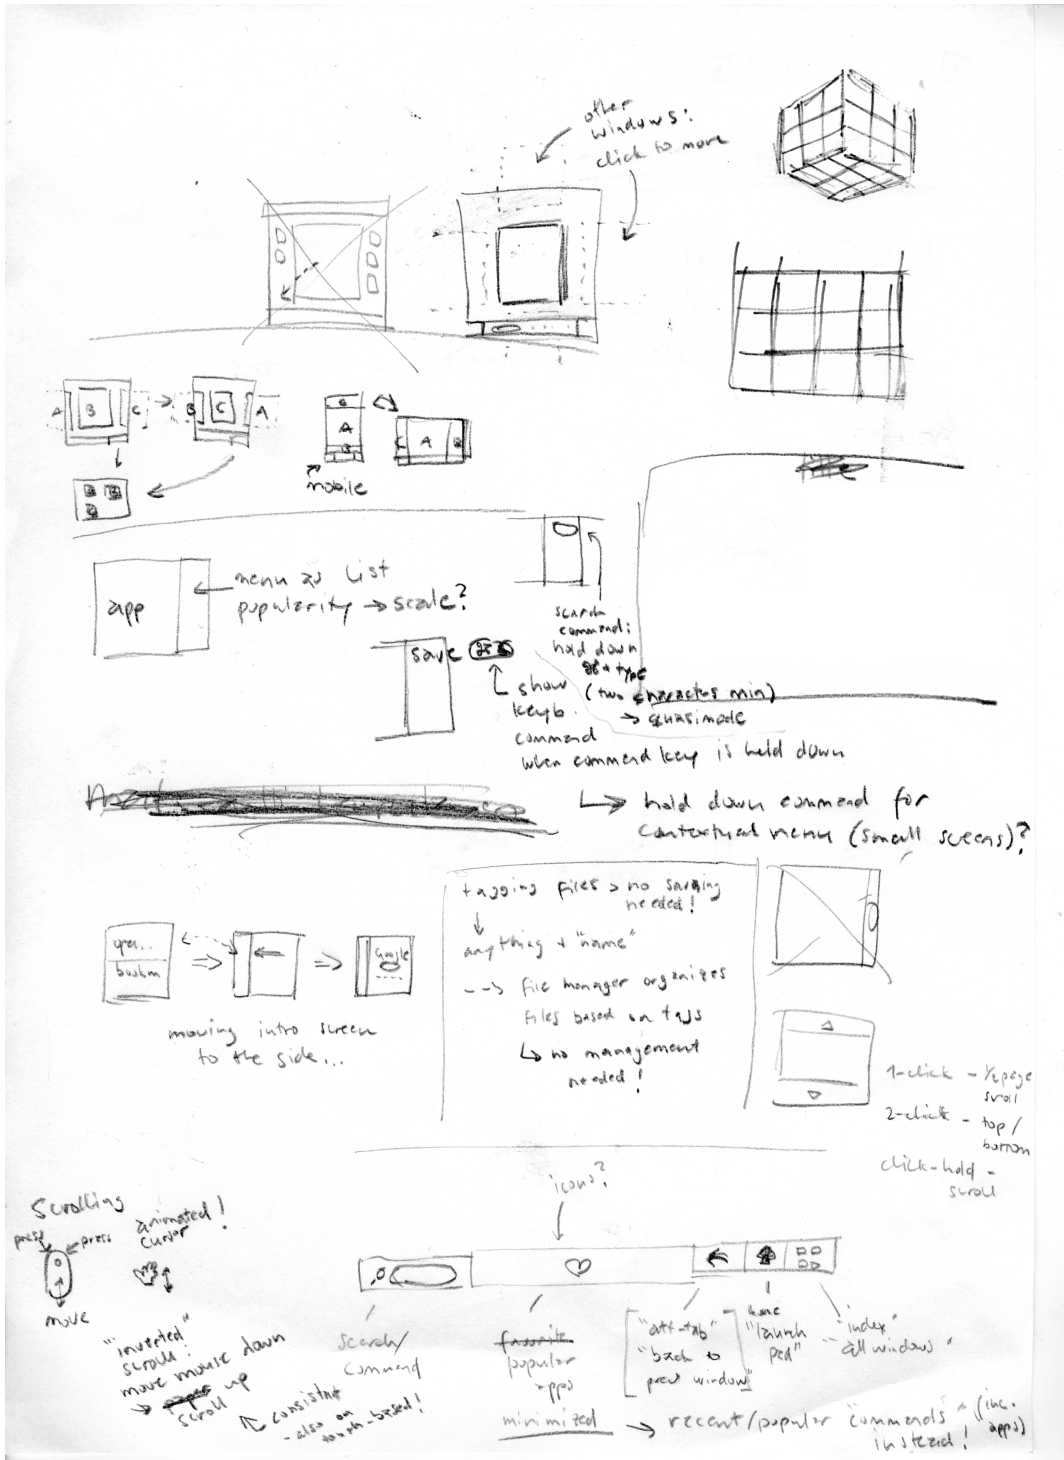 other
windows:
click to move
A B C
B C A
A
B
C A B
mobile
app
menu as list
popularity → scale?
search
command:
hold down
⌘ + type
(two characters min)
→ quasimode
save
show
keyb.
command
when command key is held down
hold down command for
contextual menu (small screens)?
tagging files > no saving
needed!
anything + "name"
--> file manager organizes
files based on tags
↳ no management
needed!
open..
bookm
Google
moving intro screen
to the side...
1-click - 1/2 page
scroll
2-click - top/
bottom
click-hold -
scroll
icons?
Scrolling
press
press
move
animated!
cursor
"inverted"
scroll:
move mouse down
→ up
scroll
consistent
- also on
touch-based!
search/
command
favorite
popular
apps
minimized
"alt-tab"
"back to
prev window"
home
"launch
pad"
"index"
"all windows"
→ recent/popular "commands" (inc.
apps)
instead!